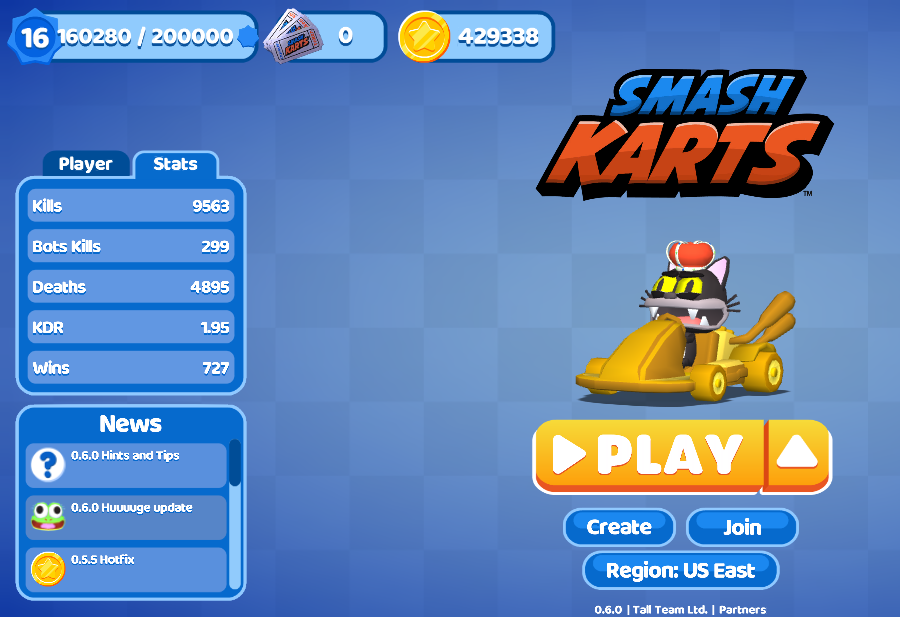 16 160280 / 200000
0
429338
SMASH
KARTS
TM
Player
Stats
Kills 9563
Bots Kills 299
Deaths 4895
KDR 1.95
Wins 727
News
0.6.0 Hints and Tips
0.6.0 Huuuuge update
0.5.5 Hotfix
PLAY
Create
Join
Region: US East
0.6.0 | Tall Team Ltd. | Partners